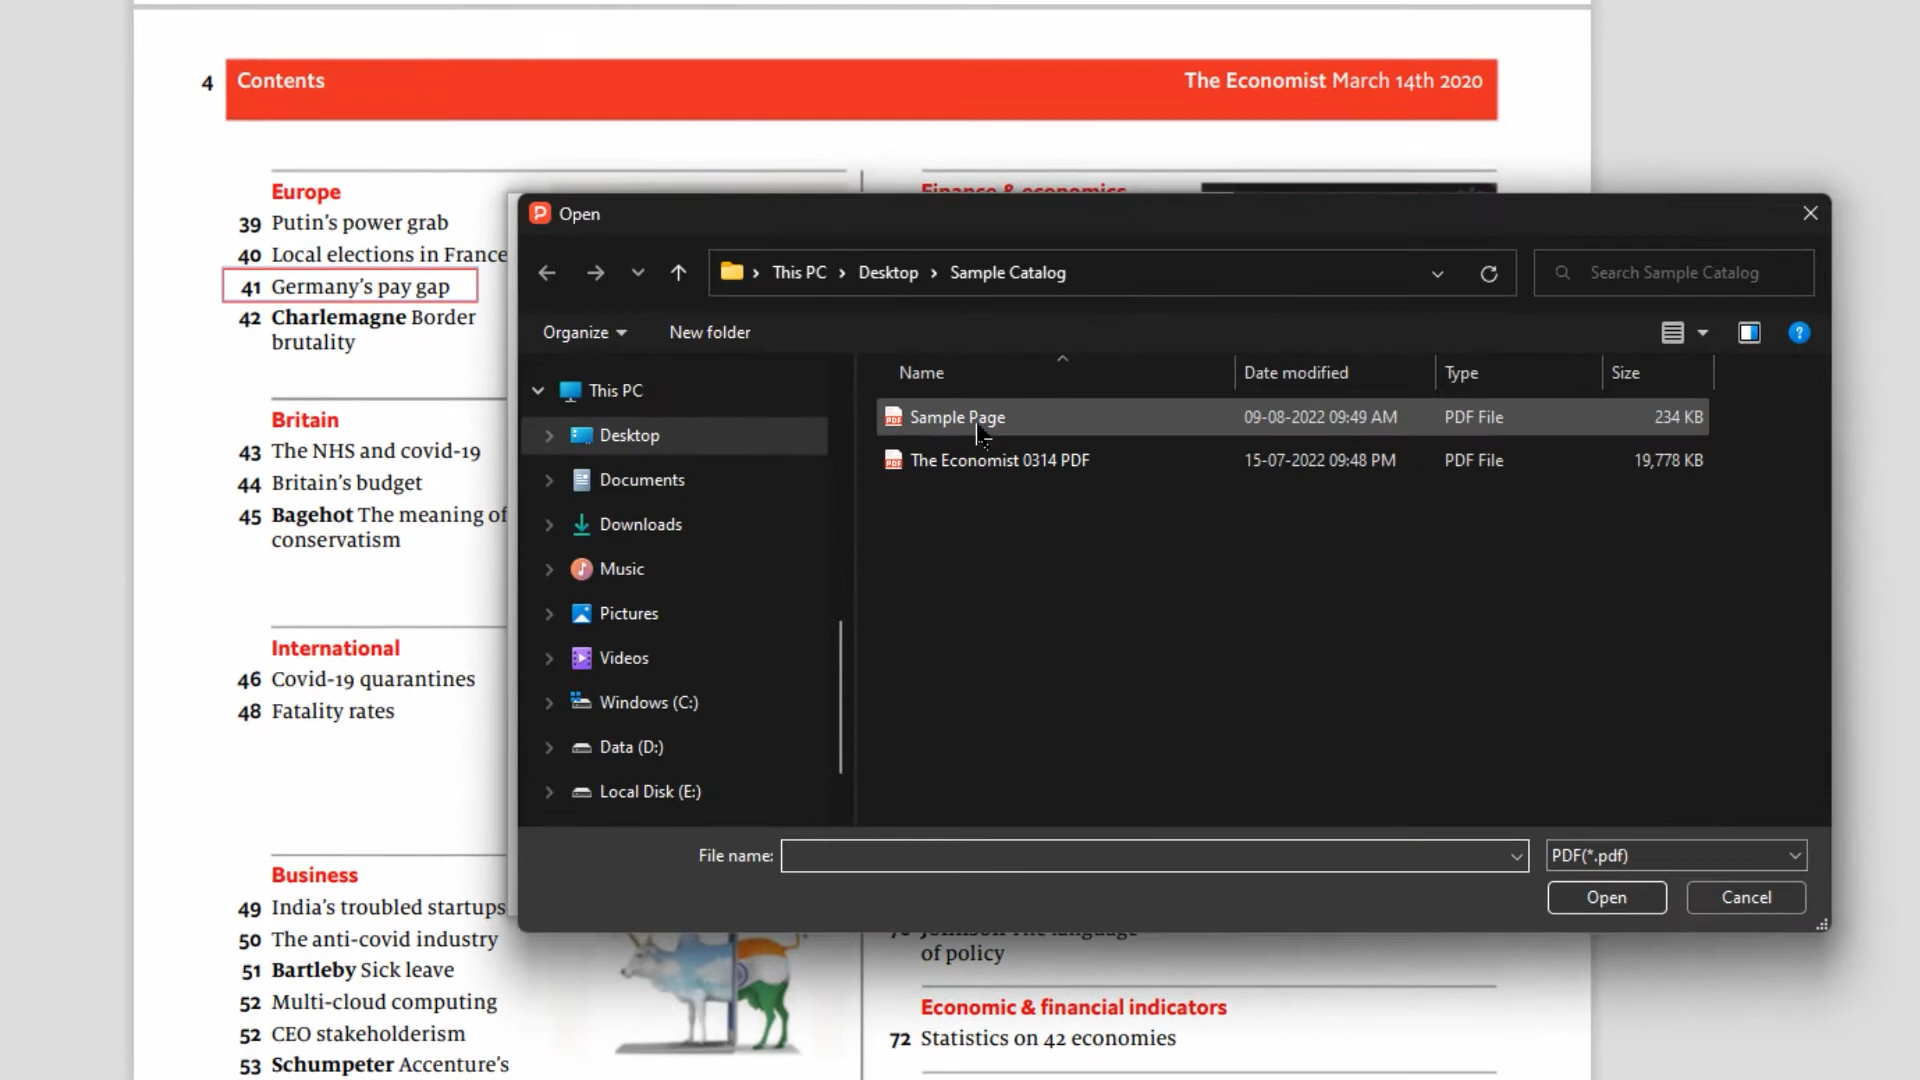 4 Contents The Economist March 14th 2020
Europe
39 Putin's power grab
40 Local elections in France
41 Germany's pay gap
42 Charlemagne Border
brutality
Britain
43 The NHS and covid-19
44 Britain's budget
45 Bagehot The meaning of
conservatism
International
46 Covid-19 quarantines
48 Fatality rates
Business
49 India's troubled startups
50 The anti-covid industry
51 Bartleby Sick leave
52 Multi-cloud computing
52 CEO stakeholderism
53 Schumpeter Accenture's
Finance & economics
Open
This PC > Desktop > Sample Catalog
Search Sample Catalog
Organize New folder
This PC
Desktop
Documents
Downloads
Music
Pictures
Videos
Windows (C:)
Data (D:)
Local Disk (E:)
Name Date modified Type Size
Sample Page 09-08-2022 09:49 AM PDF File 234 KB
The Economist 0314 PDF 15-07-2022 09:48 PM PDF File 19,778 KB
File name: PDF(*.pdf)
Open Cancel
of policy
Economic & financial indicators
72 Statistics on 42 economies